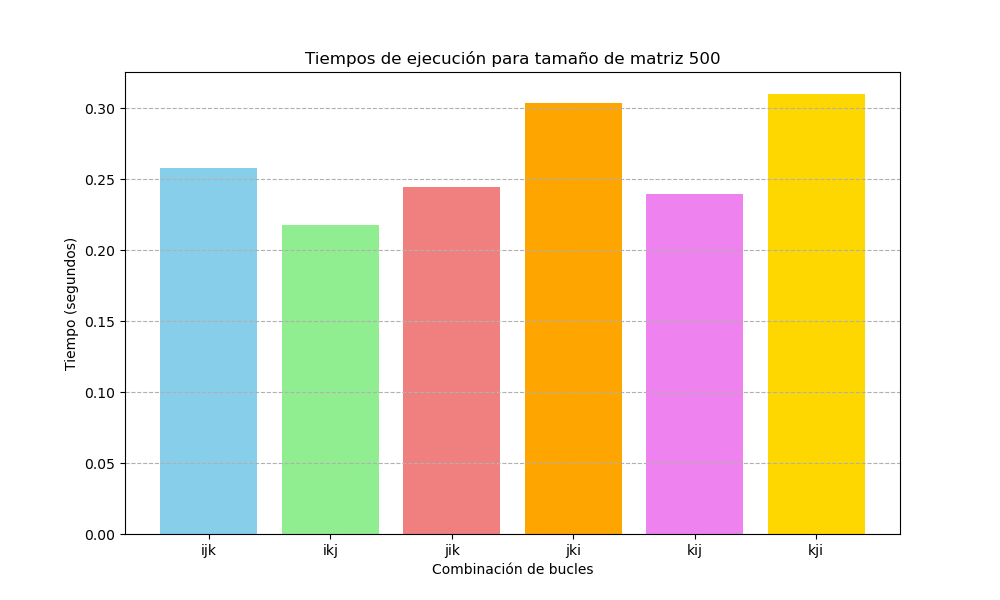 Tiempos de ejecución para tamaño de matriz 500
Tiempo (segundos)
0.30
0.25
0.20
0.15
0.10
0.05
0.00
ijk ikj jik jki kij kji
Combinación de bucles